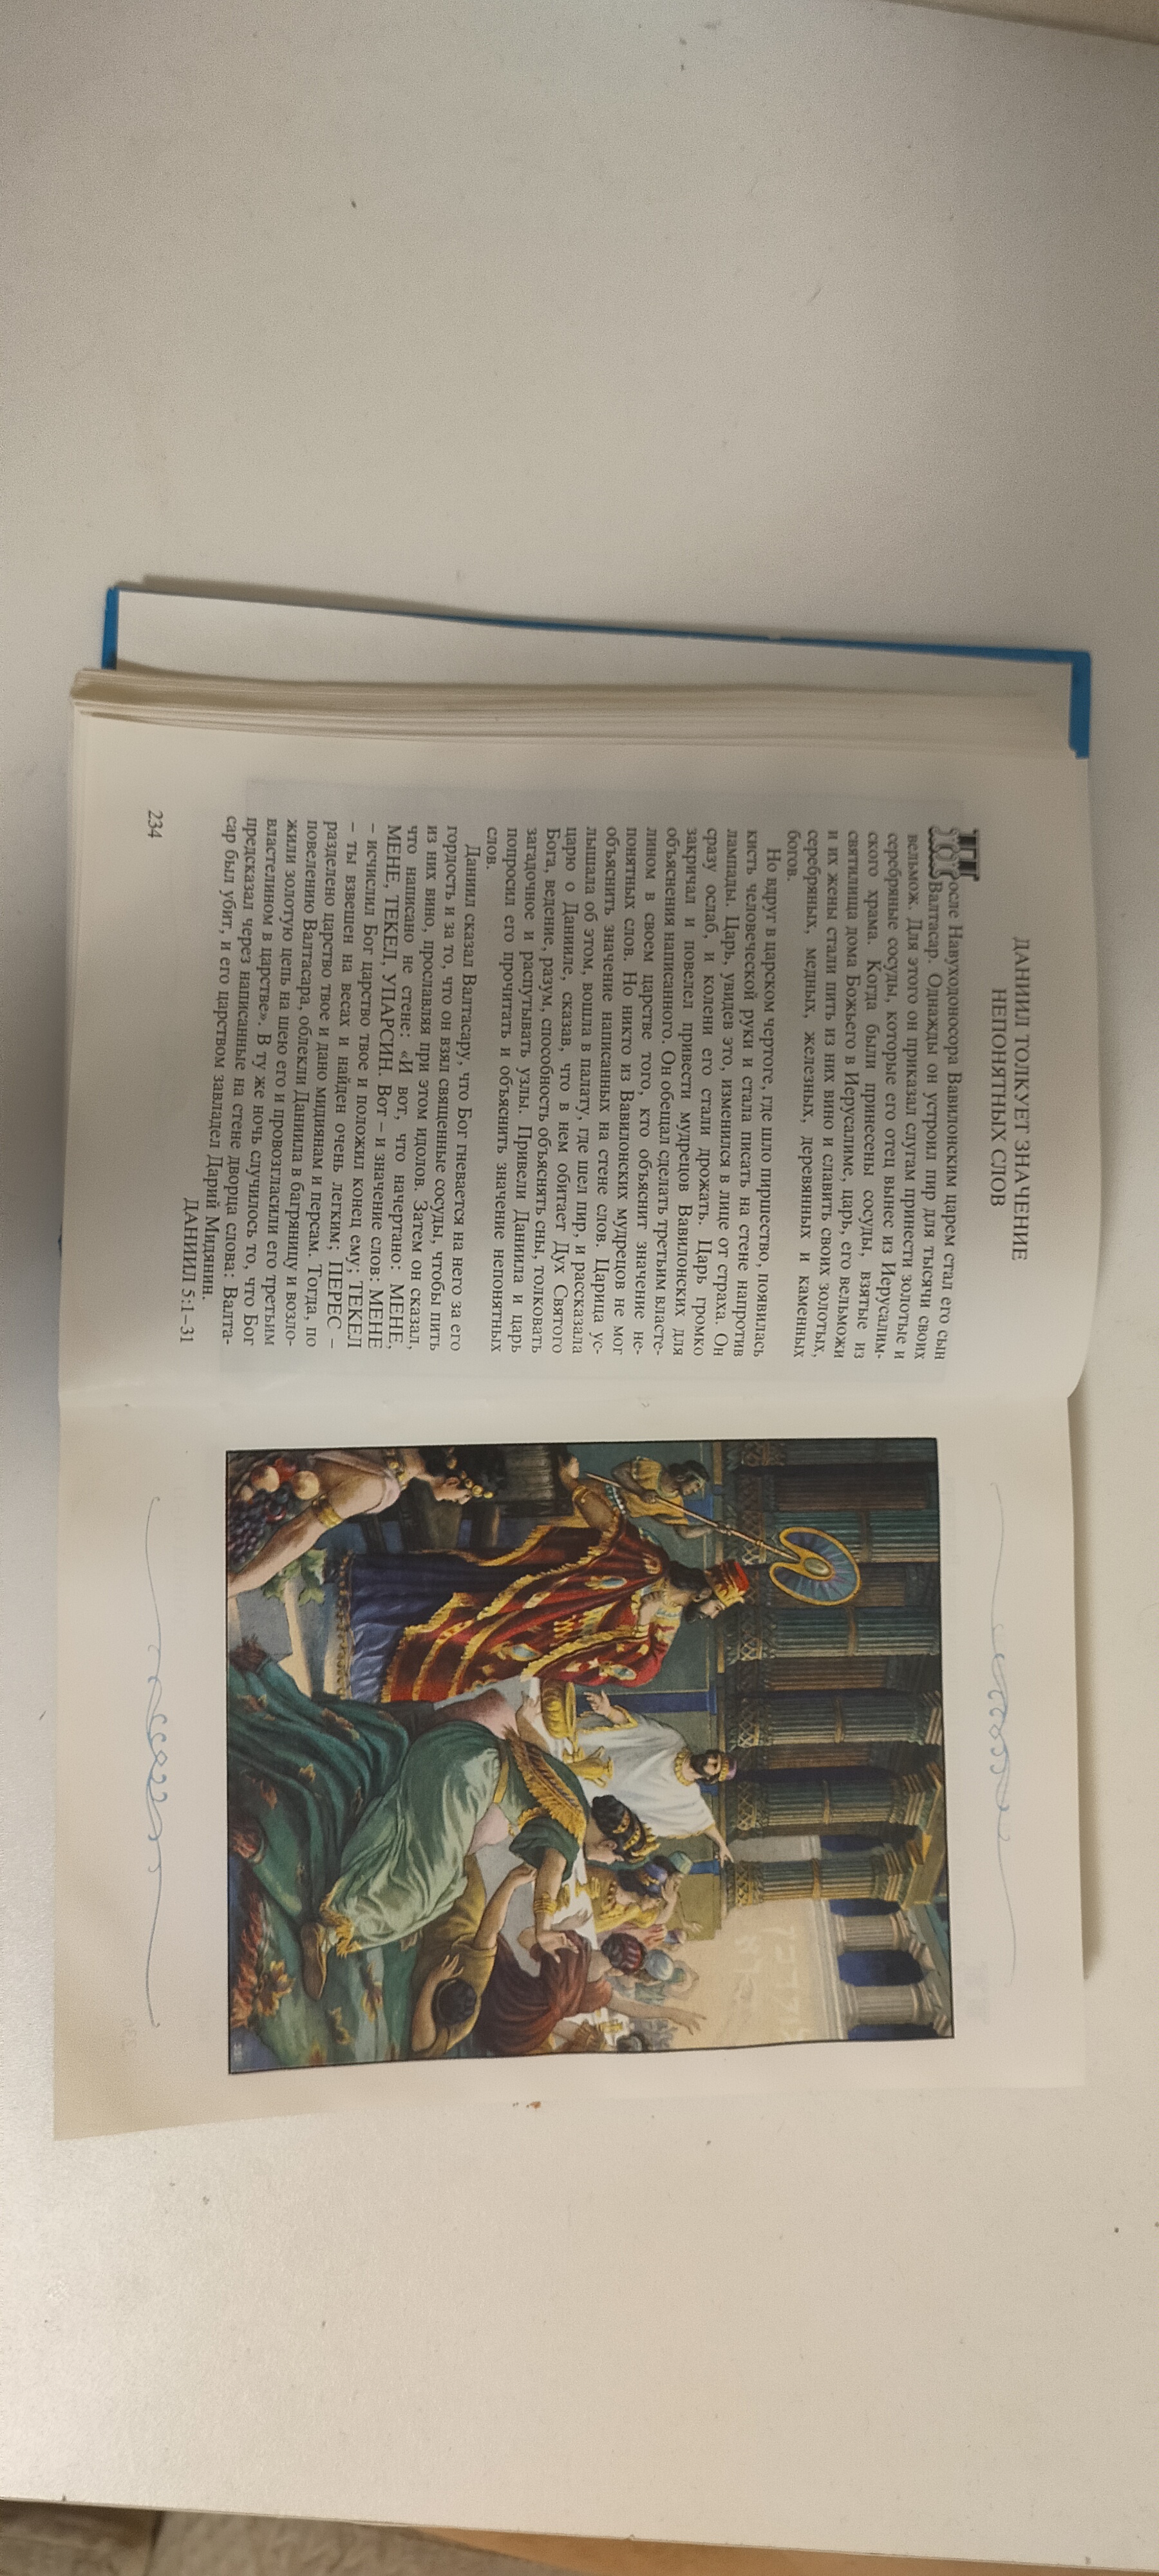 ДАНИИЛ ТОЛКУЕТ ЗНАЧЕНИЕ
НЕПОНЯТНЫХ СЛОВ
После Навуходоносора Вавилонским царем стал его сын
Валтасар. Однажды он устроил пир для тысячи своих
вельмож. Для этого он приказал слугам принести золотые и
серебряные сосуды, которые его отец вынес из Иерусалим-
ского храма. Когда были принесены сосуды, взятые из
святилища дома Божьего в Иерусалиме, царь, его вельможи
и их жены стали пить из них вино и славить своих золотых,
серебряных, медных, железных, деревянных и каменных
богов.
Но вдруг в царском чертоге, где шло пиршество, появилась
кисть человеческой руки и стала писать на стене напротив
лампады. Царь, увидев это, изменился в лице от страха. Он
сразу ослаб, и колени его стали дрожать. Царь громко
закричал и повелел привести мудрецов Вавилонских для
объяснения написанного. Он обещал сделать третьим власте-
лином в своем царстве того, кто объяснит значение не-
понятных слов. Но никто из Вавилонских мудрецов не мог
объяснить значение написанных на стене слов. Царица ус-
лышала об этом, вошла в палату, где шел пир, и рассказала
царю о Данииле, сказав, что в нем обитает Дух Святого
Бога, ведение, разум, способность объяснять сны, толковать
загадочное и распутывать узлы. Привели Даниила и царь
попросил его прочитать и объяснить значение непонятных
слов.
Даниил сказал Валтасару, что Бог гневается на него за его
гордость и за то, что он взял священные сосуды, чтобы пить
из них вино, прославляя при этом идолов. Затем он сказал,
что написано не стене: «И вот, что начертано: МЕНЕ,
МЕНЕ, ТЕКЕЛ, УПАРСИН. Вот – и значение слов: МЕНЕ
– исчислил Бог царство твое и положил конец ему; ТЕКЕЛ
– ты взвешен на весах и найден очень легким; ПЕРЕС –
разделено царство твое и дано мидиянам и персам. Тогда, по
повелению Валтасара, облекли Даниила в багряницу и возло-
жили золотую цепь на шею его и провозгласили его третьим
властелином в царстве». В ту же ночь случилось то, что Бог
предсказал через написанные на стене дворца слова: Валта-
сар был убит, и его царством завладел Дарий Мидянин.
ДАНИИЛ 5:1–31
234